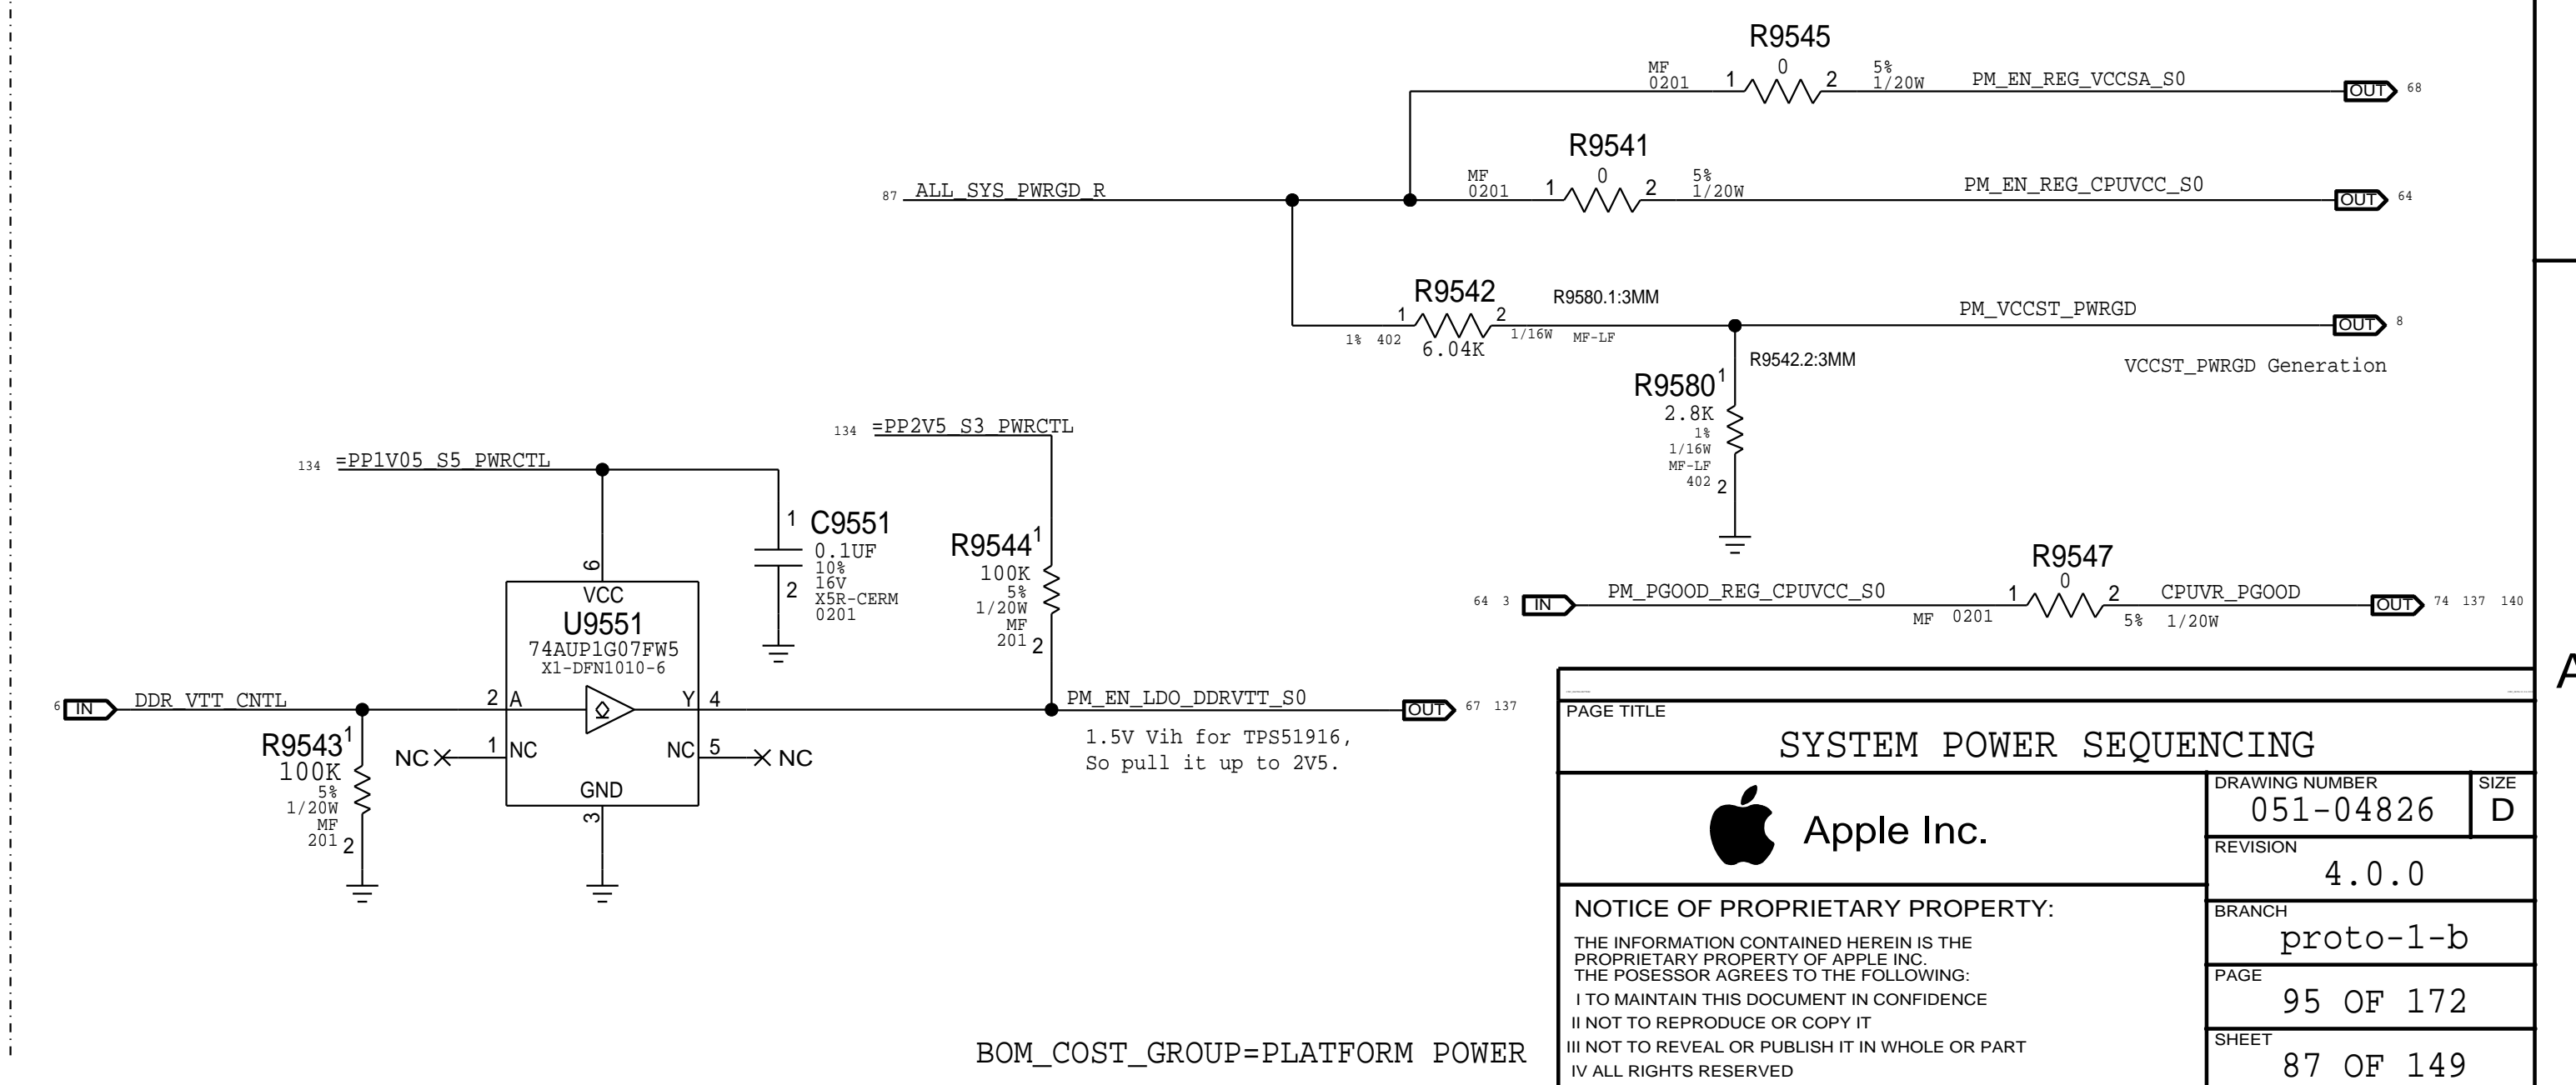 R9545
0
MF
0201
1
2
5%
1/20W
PM_EN_REG_VCCSA_S0
OUT
68
R9541
0
MF
0201
1
2
5%
1/20W
PM_EN_REG_CPUVCC_S0
OUT
64
87 ALL_SYS_PWRGD_R
R9542
1
2
1% 402
6.04K
1/16W MF-LF
R9580.1:3MM
PM_VCCST_PWRGD
OUT
8
R9542.2:3MM
VCCST_PWRGD Generation
R9580
1
2.8K
1%
1/16W
MF-LF
402
2
134 =PP2V5_S3_PWRCTL
134 =PP1V05_S5_PWRCTL
1
C9551
0.1UF
10%
16V
X5R-CERM
0201
2
R9544
1
100K
5%
1/20W
MF
201
2
6
VCC
U9551
74AUP1G07FW5
X1-DFN1010-6
6 IN DDR_VTT_CNTL
2 A
Y 4
PM_EN_LDO_DDRVTT_S0
OUT
67 137
1.5V Vih for TPS51916,
So pull it up to 2V5.
R9543
1
100K
5%
1/20W
MF
201
2
NC 1 NC
NC 5 NC
GND
3
R9547
0
64 3 IN PM_PGOOD_REG_CPUVCC_S0
1
2
MF 0201
5% 1/20W
CPUVR_PGOOD
OUT
74 137 140
A
PAGE TITLE
SYSTEM POWER SEQUENCING
Apple Inc.
DRAWING NUMBER
051-04826
SIZE
D
REVISION
4.0.0
BRANCH
proto-1-b
PAGE
95 OF 172
SHEET
87 OF 149
NOTICE OF PROPRIETARY PROPERTY:
THE INFORMATION CONTAINED HEREIN IS THE
PROPRIETARY PROPERTY OF APPLE INC.
THE POSESSOR AGREES TO THE FOLLOWING:
I TO MAINTAIN THIS DOCUMENT IN CONFIDENCE
II NOT TO REPRODUCE OR COPY IT
III NOT TO REVEAL OR PUBLISH IT IN WHOLE OR PART
IV ALL RIGHTS RESERVED
BOM_COST_GROUP=PLATFORM POWER